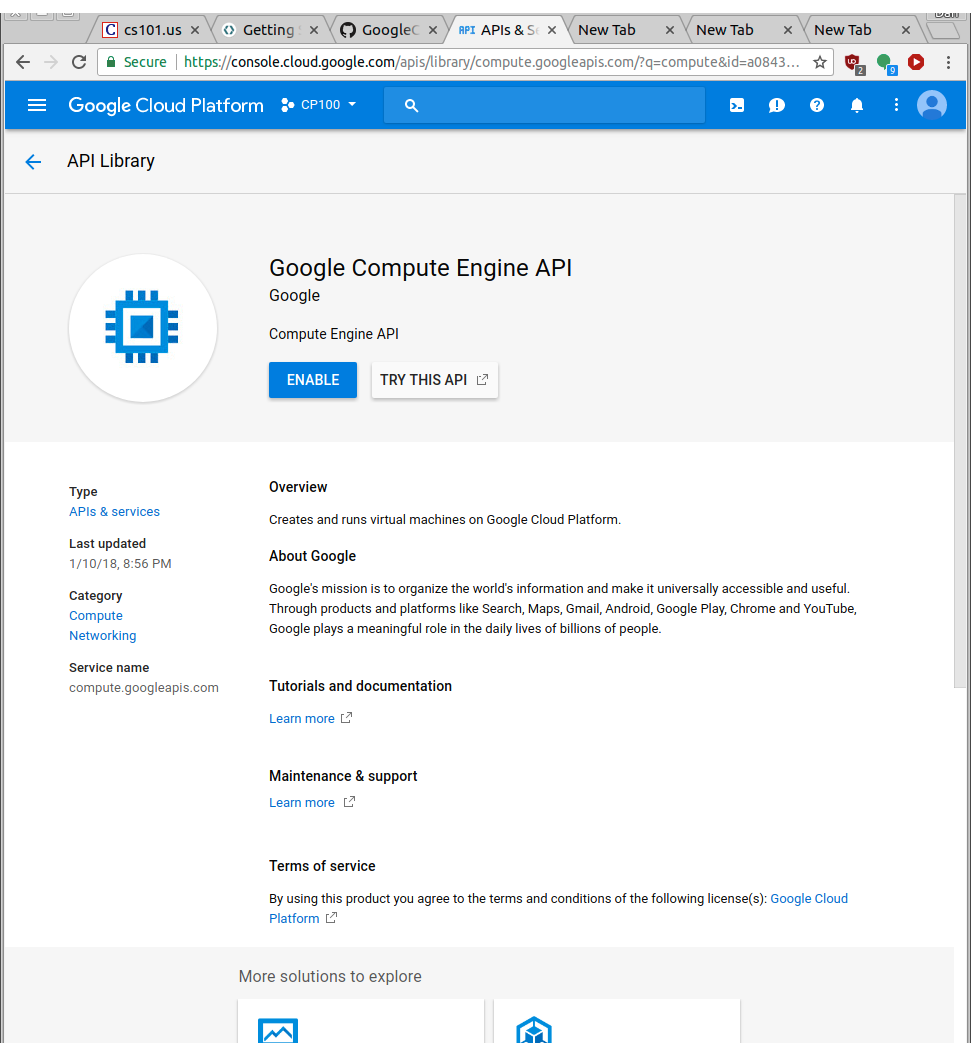 cs101.us
Getting
GoogleC
API APIs & Se
New Tab
New Tab
New Tab
Secure
https://console.cloud.google.com/apis/library/compute.googleapis.com/?q=compute&id=a0843...
2
9
Google Cloud Platform
CP100
API Library
Google Compute Engine API
Google
Compute Engine API
ENABLE
TRY THIS API
Type
APIs & services
Last updated
1/10/18, 8:56 PM
Category
Compute
Networking
Service name
compute.googleapis.com
Overview
Creates and runs virtual machines on Google Cloud Platform.
About Google
Google's mission is to organize the world's information and make it universally accessible and useful.
Through products and platforms like Search, Maps, Gmail, Android, Google Play, Chrome and YouTube,
Google plays a meaningful role in the daily lives of billions of people.
Tutorials and documentation
Learn more
Maintenance & support
Learn more
Terms of service
By using this product you agree to the terms and conditions of the following license(s): Google Cloud
Platform
More solutions to explore